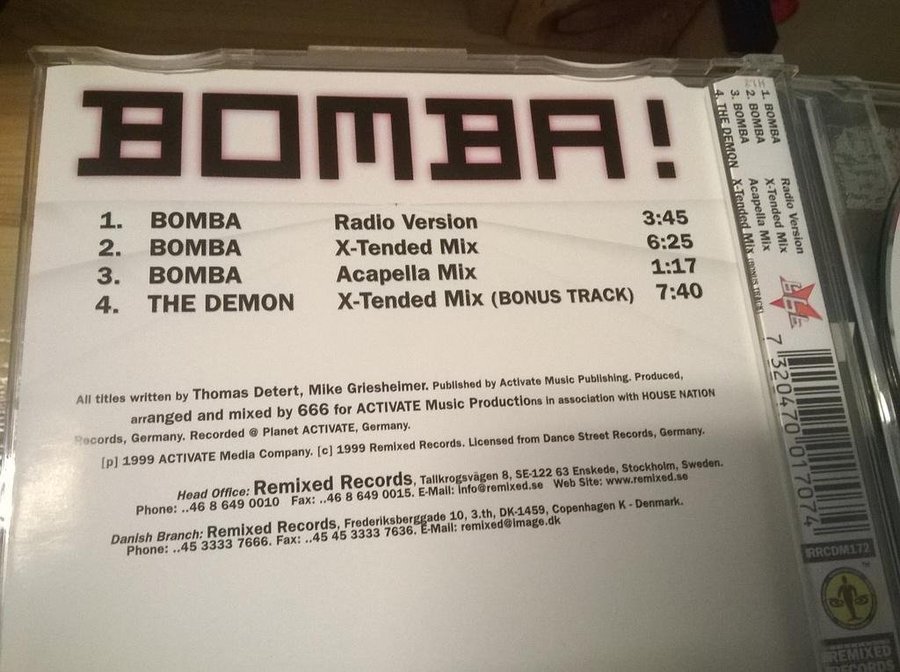 BOMBA!
1. BOMBA Radio Version 3:45
2. BOMBA X-Tended Mix 6:25
3. BOMBA Acapella Mix 1:17
4. THE DEMON X-Tended Mix (BONUS TRACK) 7:40
All titles written by Thomas Detert, Mike Griesheimer. Published by Activate Music Publishing. Produced,
arranged and mixed by 666 for ACTIVATE Music Productions in association with HOUSE NATION
Records, Germany. Recorded @ Planet ACTIVATE, Germany.
[p] 1999 ACTIVATE Media Company. [c] 1999 Remixed Records. Licensed from Dance Street Records, Germany.
Head Office: Remixed Records, Tallkrogsvägen 8, SE-122 63 Enskede, Stockholm, Sweden.
Phone: ..46 8 649 0010 Fax: ..46 8 649 0015. E-Mail: info@remixed.se Web Site: www.remixed.se
Danish Branch: Remixed Records, Frederiksberggade 10, 3.th, DK-1459, Copenhagen K - Denmark.
Phone: ..45 3333 7666. Fax: ..45 45 3333 7636. E-Mail: remixed@image.dk
1. BOMBA Radio Version
2. BOMBA X-Tended Mix
3. BOMBA Acapella Mix
4. THE DEMON X-Tended Mix (BONUS TRACK)
7 320470 017074
RRCDM172
REMIXED
RECORDS